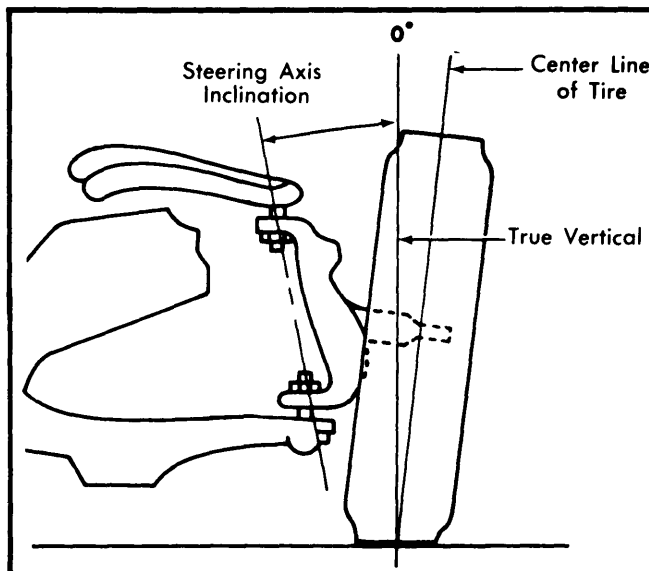 0°
Steering Axis
Inclination
Center Line
of Tire
True Vertical